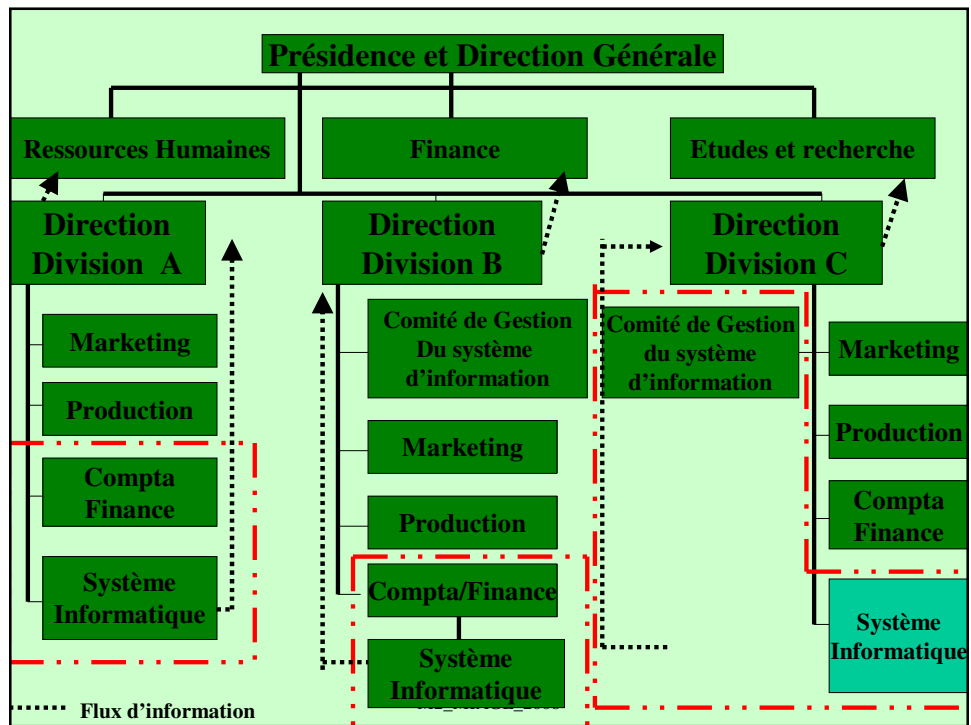 Présidence et Direction Générale
Ressources Humaines
Finance
Etudes et recherche
Direction
Division A
Direction
Division B
Direction
Division C
Marketing
Production
Compta
Finance
Système
Informatique
Comité de Gestion
Du système
d’information
Marketing
Production
Compta/Finance
Système
Informatique
Comité de Gestion
du système
d’information
Marketing
Production
Compta
Finance
Système
Informatique
Flux d’information